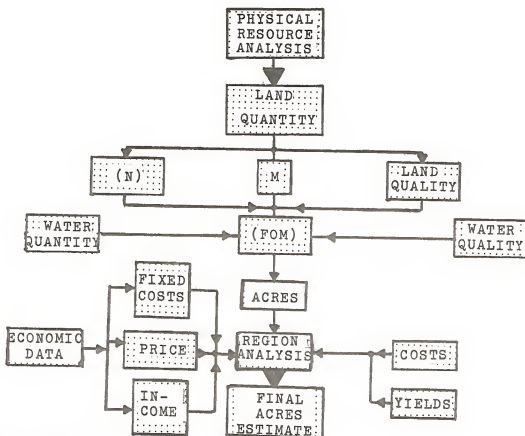 PHYSICAL
RESOURCE
ANALYSIS
LAND
QUANTITY
(N)
M
LAND
QUALITY
WATER
QUANTITY
(FOM)
WATER
QUALITY
FIXED
COSTS
ACRES
ECONOMIC
DATA
PRICE
REGION
ANALYSIS
COSTS
IN-
COME
FINAL
ACRES
ESTIMATE
YIELDS